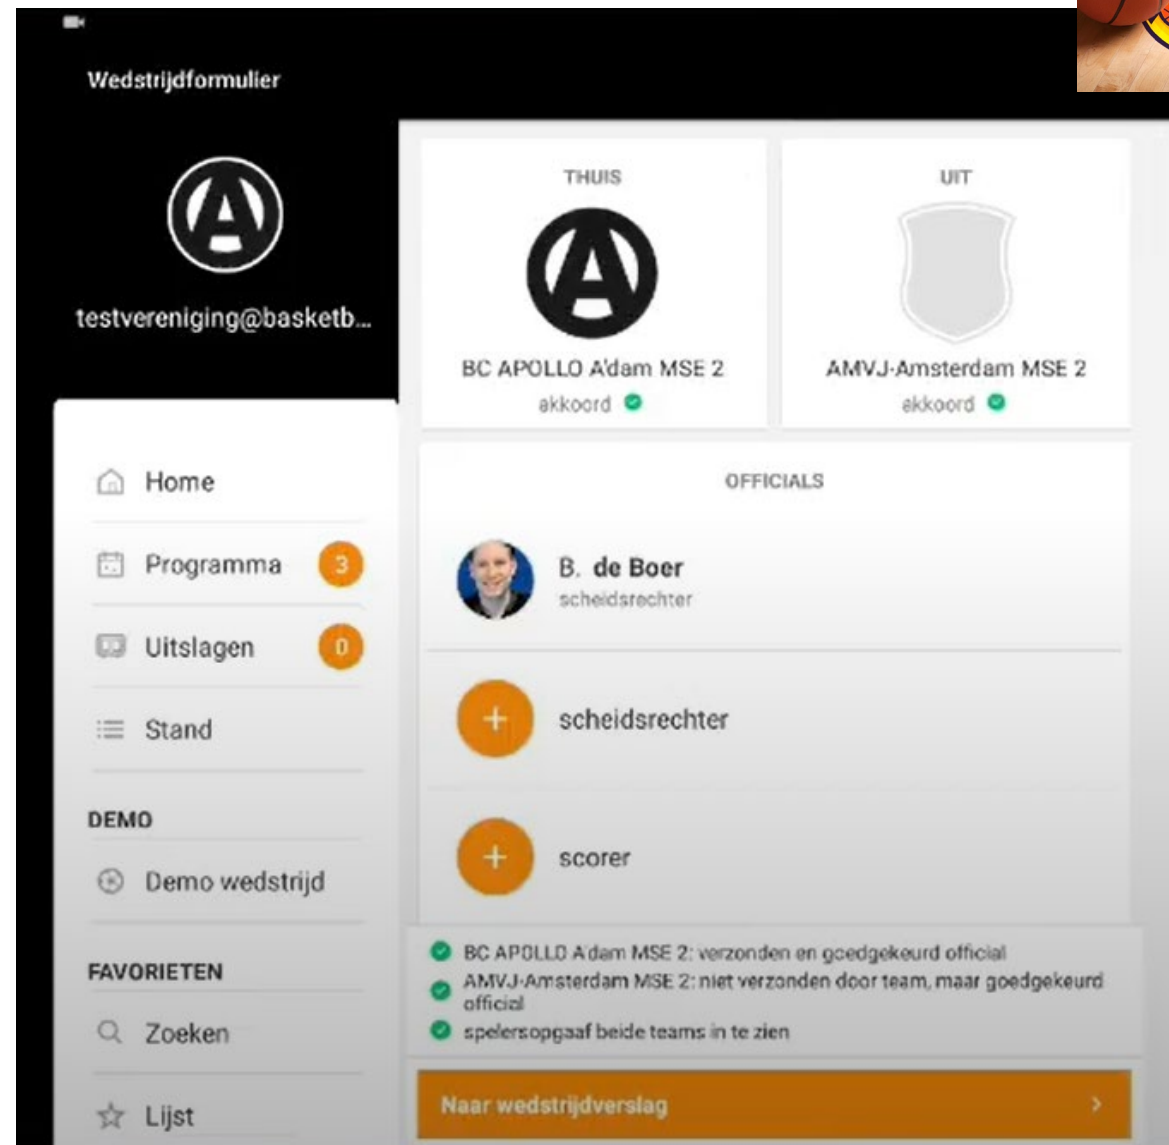 Wedstrijdformulier
A
testvereniging@basketb...
Home
Programma 3
Uitslagen 0
Stand
DEMO
Demo wedstrijd
FAVORIETEN
Zoeken
Lijst
THUIS
A
BC APOLLO A'dam MSE 2
akkoord
UIT
AMVJ-Amsterdam MSE 2
akkoord
OFFICIALS
B. de Boer
scheidsrechter
scheidsrechter
scorer
BC APOLLO A'dam MSE 2: verzonden en goedgekeurd official
AMVJ-Amsterdam MSE 2: niet verzonden door team, maar goedgekeurd
official
spelersopgaaf beide teams in te zien
Naar wedstrijdverslag